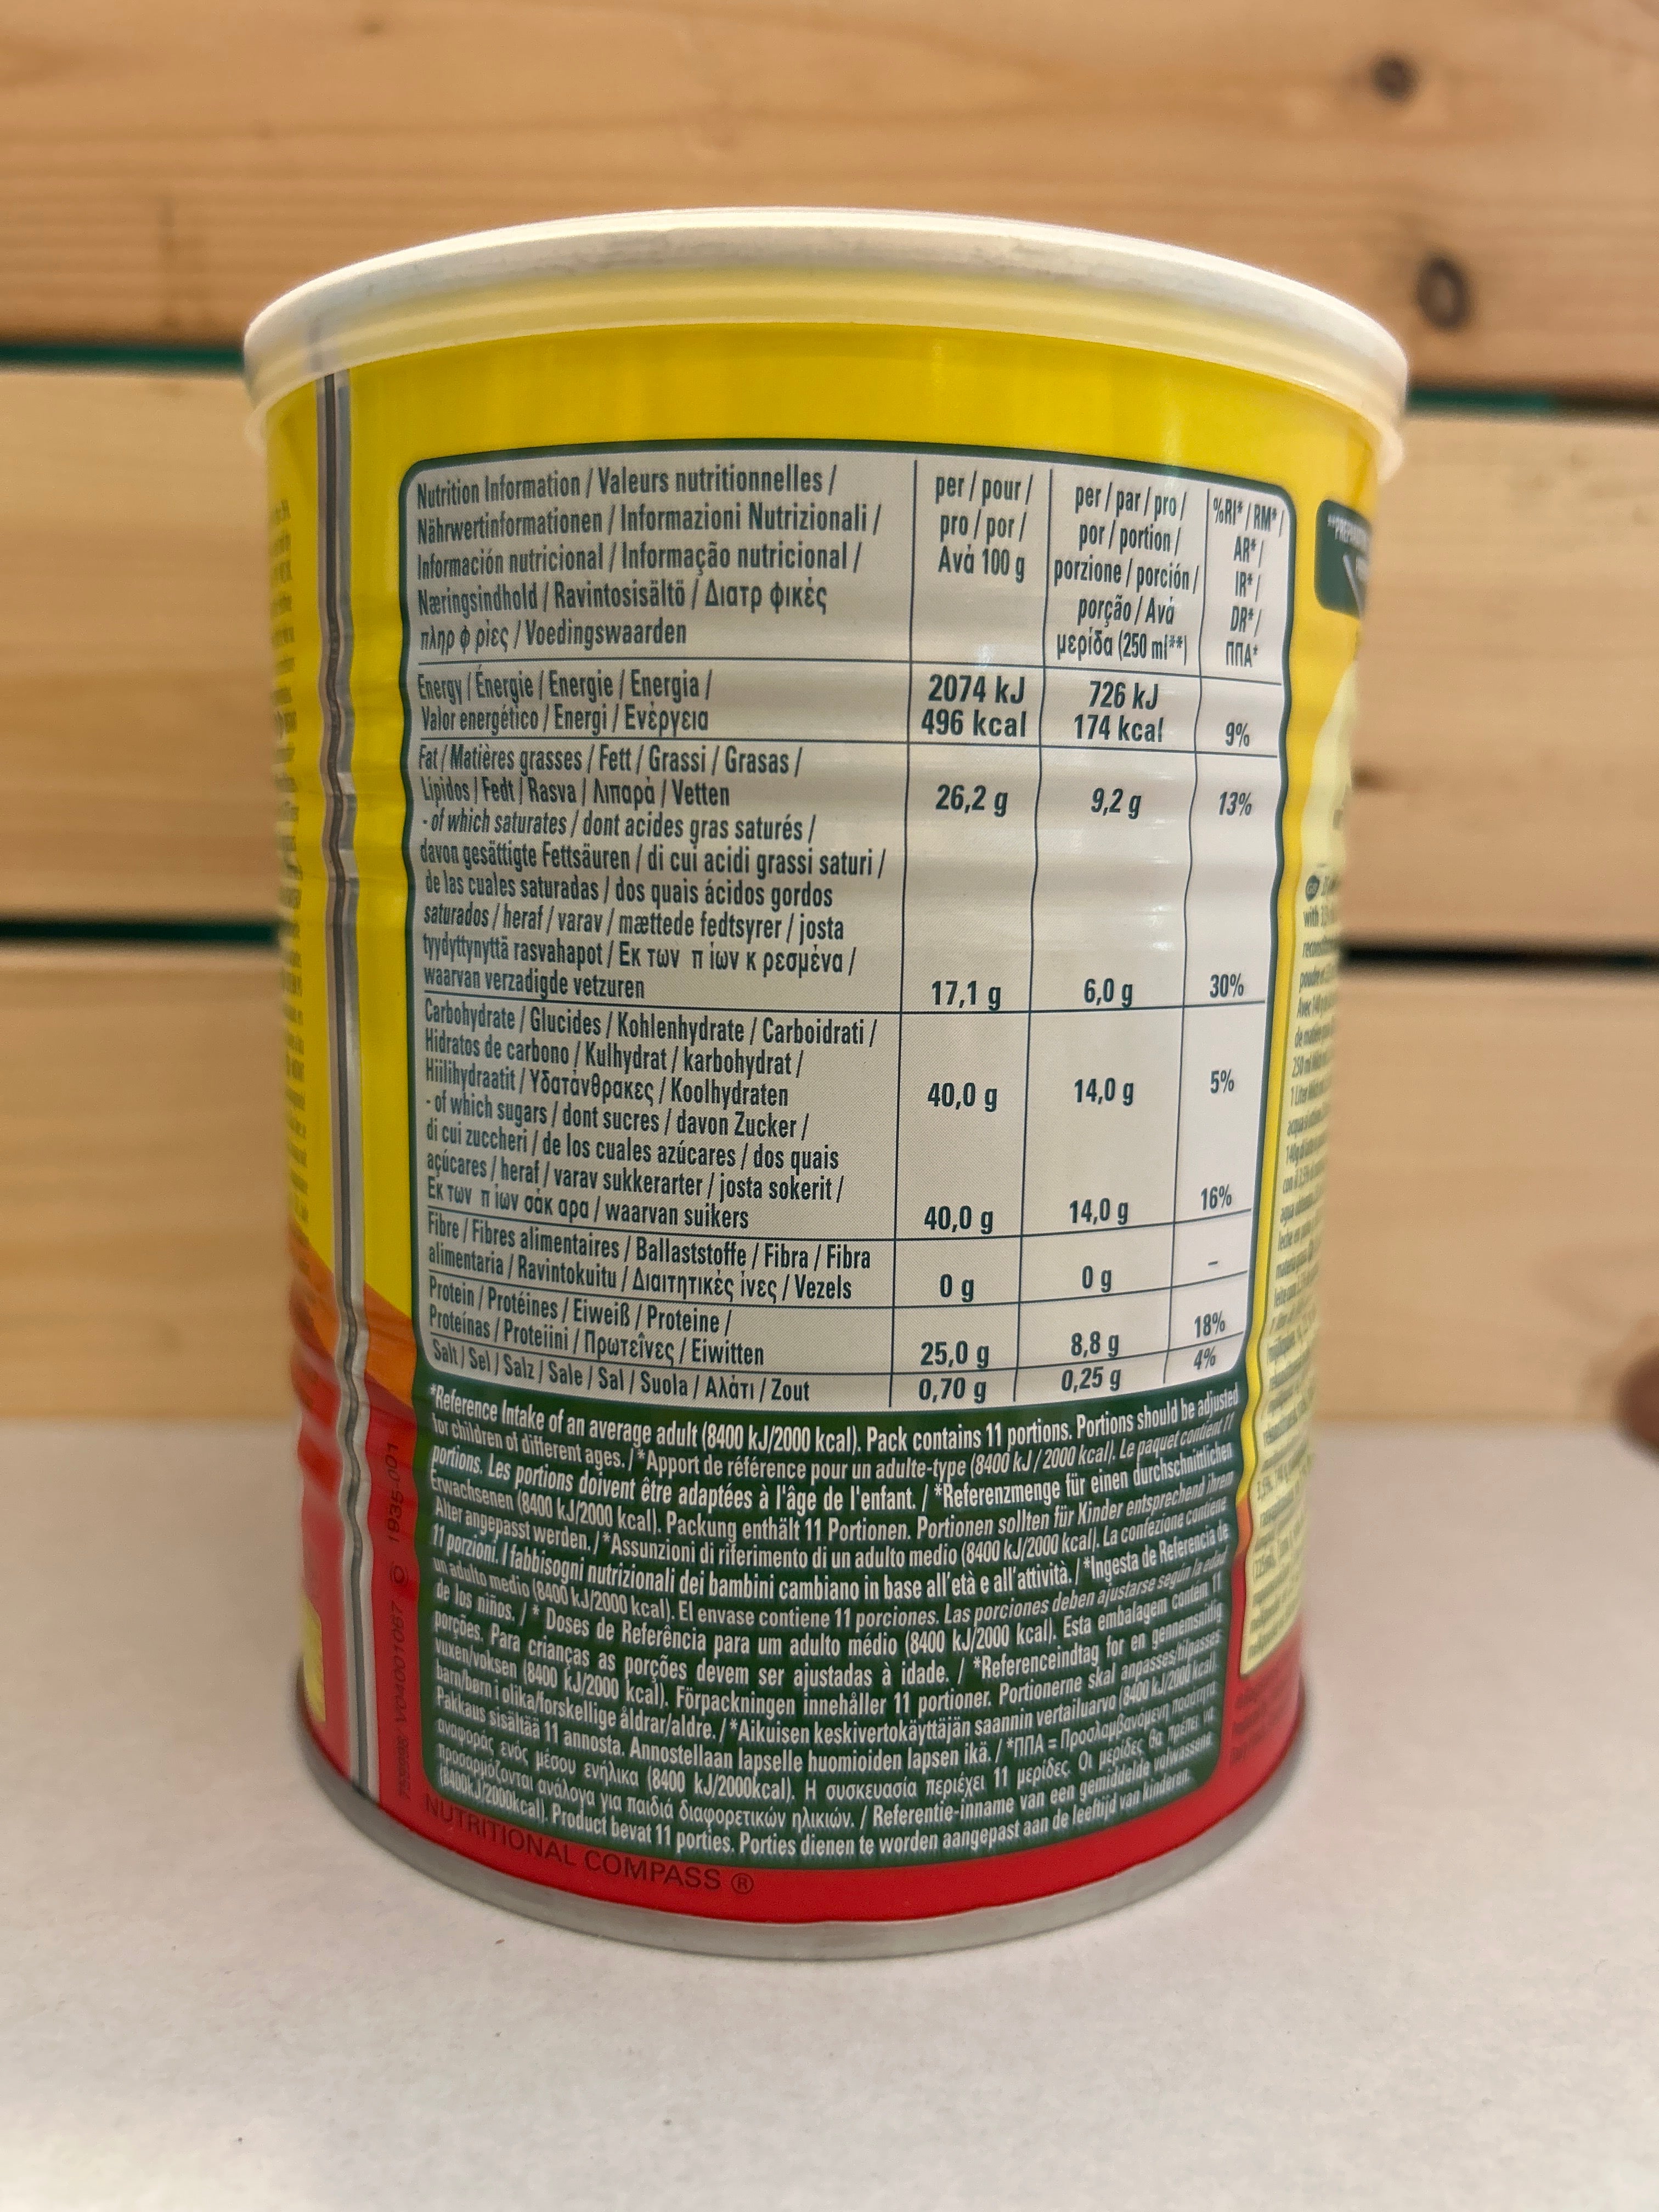 Nutrition Information / Valeurs nutritionnelles /
Nährwertinformationen / Informazioni Nutrizionali /
Información nutricional / Informação nutricional /
Næringsindhold / Ravintosisältö / Διατρ φικὲς
πληρ φ ρίες / Voedingswaarden
per / pour /
pro / por /
Ανὰ 100 g
per / par / pro /
por / portion /
porzione / porción /
porção / Ανὰ
μερίδα (250 ml**)
%RI* / RM* /
AR* /
IR* /
DR* /
ΠΠΑ*
Energy / Énergie / Energie / Energia /
Valor energético / Energi / Ενὲργεια
2074 kJ 726 kJ
496 kcal 174 kcal 9%
Fat / Matières grasses / Fett / Grassi / Grasas /
Lípidos / Fedt / Rasva / Λιπαρὰ / Vetten 26,2 g 9,2 g 13%
- of which saturates / dont acides gras saturés /
davon gesättigte Fettsäuren / di cui acidi grassi saturi /
de las cuales saturadas / dos quais ácidos gordos
saturados / heraf / varav / mættede fedtsyrer / josta
tyydyttynyttä rasvahapot / Εκ των π ίων κ ρεσμὲνα /
waarvan verzadigde vetzuren 17,1 g 6,0 g 30%
Carbohydrate / Glucides / Kohlenhydrate / Carboidrati /
Hidratos de carbono / Kulhydrat / karbohydrat /
Hiilihydraatit / Υδατὰνθρακες / Koolhydraten 40,0 g 14,0 g 5%
- of which sugars / dont sucres / davon Zucker /
di cui zuccheri / de los cuales azúcares / dos quais
açúcares / heraf / varav sukkerarter / josta sokerit /
Εκ των π ίων σὰκ αρα / waarvan suikers 40,0 g 14,0 g 16%
Fibre / Fibres alimentaires / Ballaststoffe / Fibra / Fibra
alimentaria / Ravintokuitu / Διαιτητικὲς ίνες / Vezels 0 g 0 g -
Protein / Protéines / Eiweiß / Proteine /
Proteínas / Proteiini / Πρωτεΐνες / Eiwitten 25,0 g 8,8 g 18%
Salt / Sel / Salz / Sale / Sal / Suola / Αλὰτι / Zout 0,70 g 0,25 g 4%
*Reference Intake of an average adult (8400 kJ/2000 kcal). Pack contains 11 portions. Portions should be adjusted
for children of different ages. / *Apport de référence pour un adulte-type (8400 kJ / 2000 kcal). Le paquet contient 11
portions. Les portions doivent être adaptées à l'âge de l'enfant. / *Referenzmenge für einen durchschnittlichen
Erwachsenen (8400 kJ/2000 kcal). Packung enthält 11 Portionen. Portionen sollten für Kinder entsprechend ihrem
Alter angepasst werden. / *Assunzioni di riferimento di un adulto medio (8400 kJ/2000 kcal). La confezione contiene
11 porzioni. I fabbisogni nutrizionali dei bambini cambiano in base all'età e all'attività. / *Ingesta de Referencia de
un adulto medio (8400 kJ/2000 kcal). El envase contiene 11 porciones. Las porciones deben ajustarse según la edad
de los niños. / * Doses de Referência para um adulto médio (8400 kJ/2000 kcal). Esta embalagem contém 11
porções. Para crianças as porções devem ser ajustadas à idade. / *Referenceindtag for en gennemsnitlig
vuxen/voksen (8400 kJ/2000 kcal). Förpackningen innehåller 11 portioner. Portionerne skal anpasses/tilpasses
barn/børn i olika/forskellige åldrar/aldre. / *Aikuisen keskivertokäyttäjän saannin vertailuarvo (8400 kJ/2000 kcal).
Pakkaus sisältää 11 annosta. Annostellaan lapselle huomioiden lapsen ikä. / *ΠΠΑ = Προσλαμβανόμενη ποσότητα
αναφοράς ενός μέσου ενήλικα (8400 kJ/2000kcal). Η συσκευασία περιέχει 11 μερίδες. Οι μερίδες θα πρέπει να
προσαρμόζονται ανάλογα για παιδιά διαφορετικών ηλικιών. / Referentie-inname van een gemiddelde volwassene
(8400kJ/2000kcal). Product bevat 11 porties. Porties dienen te worden aangepast aan de leeftijd van kinderen.
NUTRITIONAL COMPASS ®
1935-001